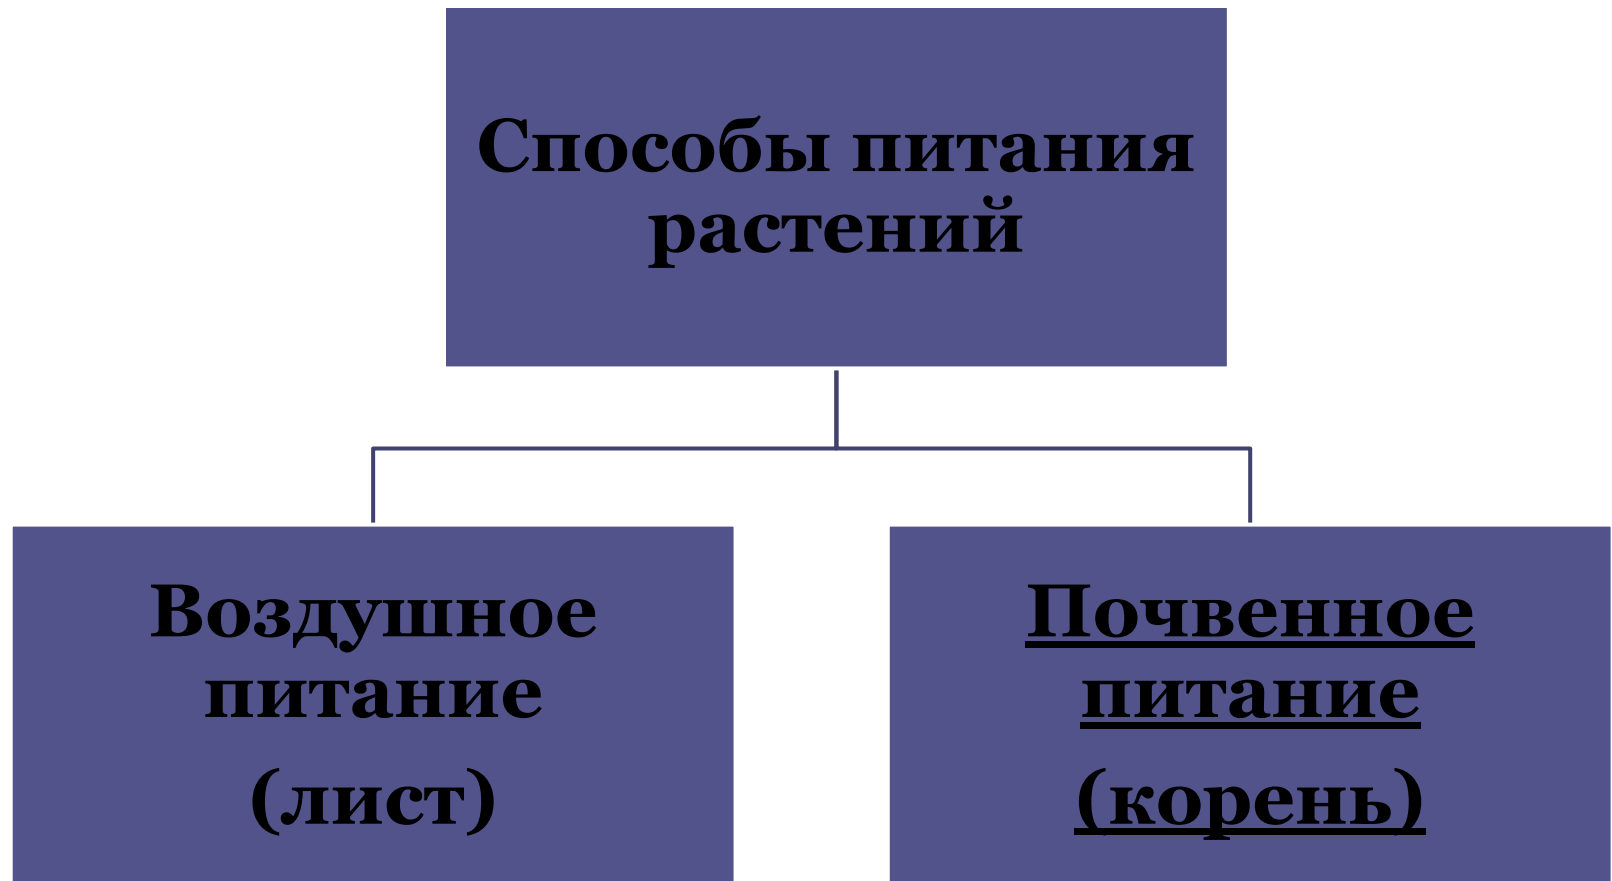 Способы питания
растений
Воздушное
питание
(лист)
Почвенное
питание
(корень)